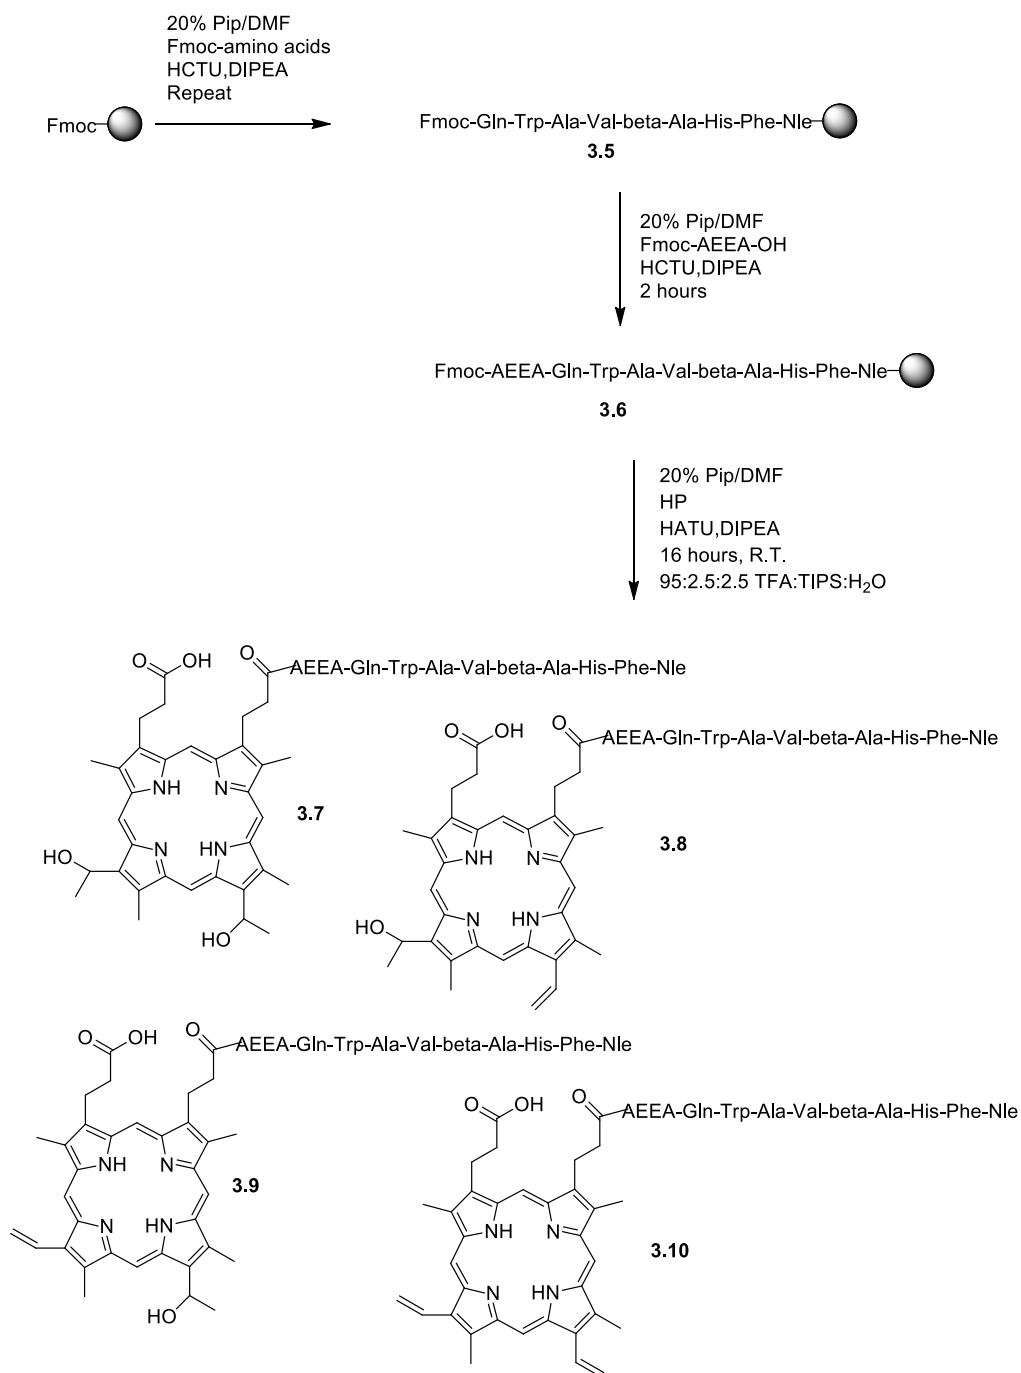 20% Pip/DMF
Fmoc-amino acids
HCTU,DIPEA
Repeat
Fmoc
Fmoc-Gln-Trp-Ala-Val-beta-Ala-His-Phe-Nle
3.5
20% Pip/DMF
Fmoc-AEEA-OH
HCTU,DIPEA
2 hours
Fmoc-AEEA-Gln-Trp-Ala-Val-beta-Ala-His-Phe-Nle
3.6
20% Pip/DMF
HP
HATU,DIPEA
16 hours, R.T.
95:2.5:2.5 TFA:TIPS:H₂O
O OH O AEEA-Gln-Trp-Ala-Val-beta-Ala-His-Phe-Nle
NH N
3.7
N HN
HO
HO
O OH O AEEA-Gln-Trp-Ala-Val-beta-Ala-His-Phe-Nle
NH N
3.8
N HN
HO
O OH O AEEA-Gln-Trp-Ala-Val-beta-Ala-His-Phe-Nle
NH N
3.9
N HN
HO
O OH O AEEA-Gln-Trp-Ala-Val-beta-Ala-His-Phe-Nle
NH N
3.10
N HN